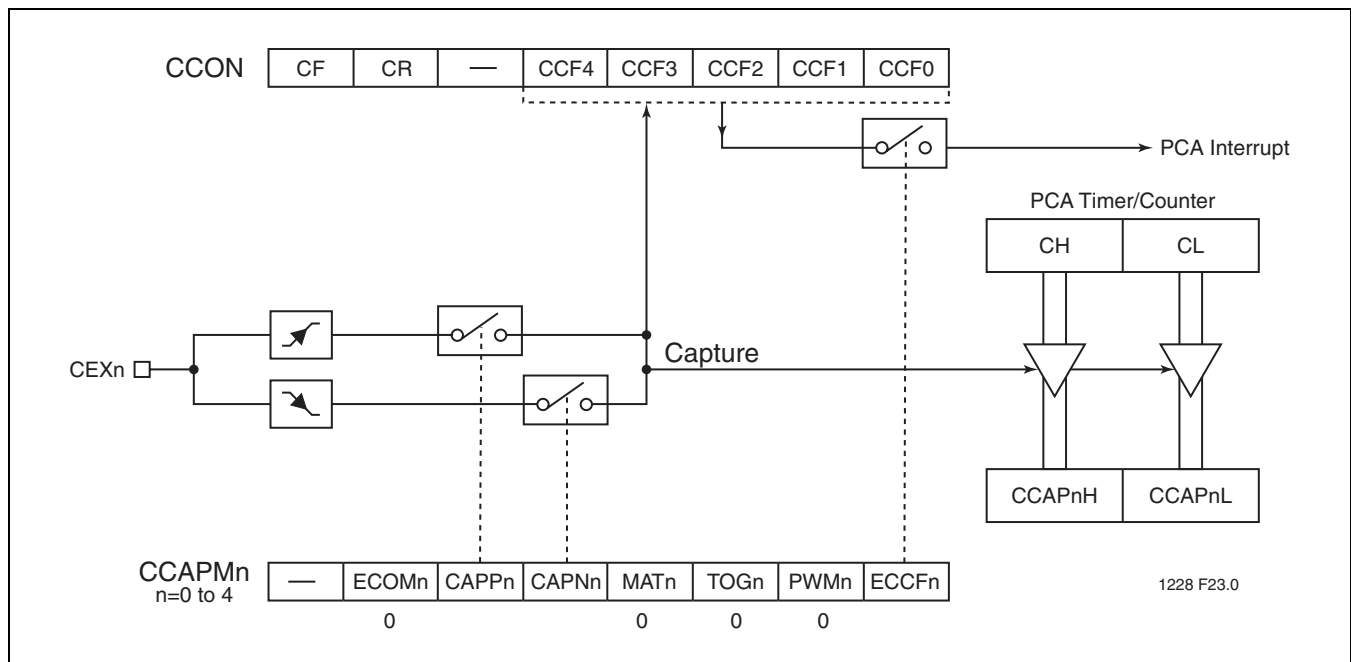 CCON CF CR — CCF4 CCF3 CCF2 CCF1 CCF0
PCA Interrupt
PCA Timer/Counter
CH CL
CEXn
Capture
CCAPnH CCAPnL
CCAPMn — ECOMn CAPPn CAPNn MATn TOGn PWMn ECCFn
n=0 to 4
0 0 0 0
1228 F23.0